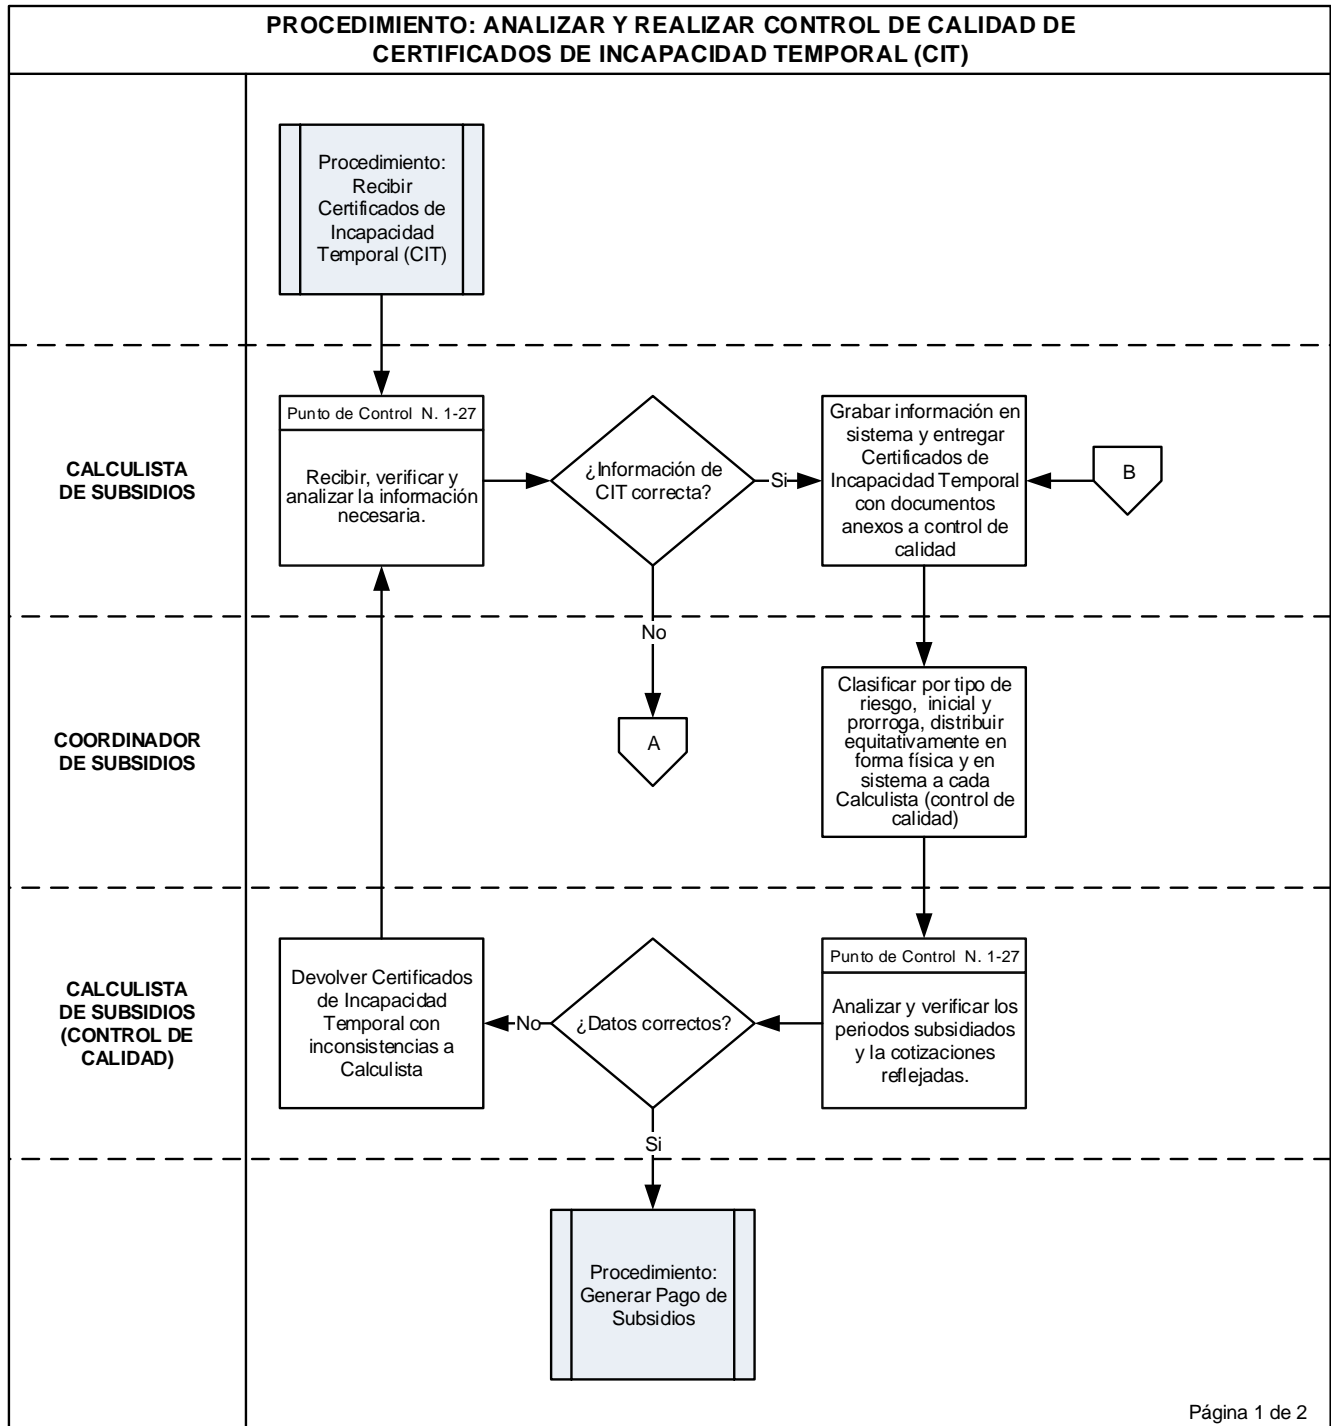 PROCEDIMIENTO: ANALIZAR Y REALIZAR CONTROL DE CALIDAD DE
CERTIFICADOS DE INCAPACIDAD TEMPORAL (CIT)
Procedimiento:
Recibir
Certificados de
Incapacidad
Temporal (CIT)
CALCULISTA
DE SUBSIDIOS
Punto de Control N. 1-27
Recibir, verificar y
analizar la información
necesaria.
¿Información de
CIT correcta?
Si
No
Grabar información en
sistema y entregar
Certificados de
Incapacidad Temporal
con documentos
anexos a control de
calidad
B
COORDINADOR
DE SUBSIDIOS
A
Clasificar por tipo de
riesgo, inicial y
prorroga, distribuir
equitativamente en
forma física y en
sistema a cada
Calculista (control de
calidad)
CALCULISTA
DE SUBSIDIOS
(CONTROL DE
CALIDAD)
Devolver Certificados
de Incapacidad
Temporal con
inconsistencias a
Calculista
No
¿Datos correctos?
Si
Punto de Control N. 1-27
Analizar y verificar los
periodos subsidiados
y la cotizaciones
reflejadas.
Procedimiento:
Generar Pago de
Subsidios
Página 1 de 2